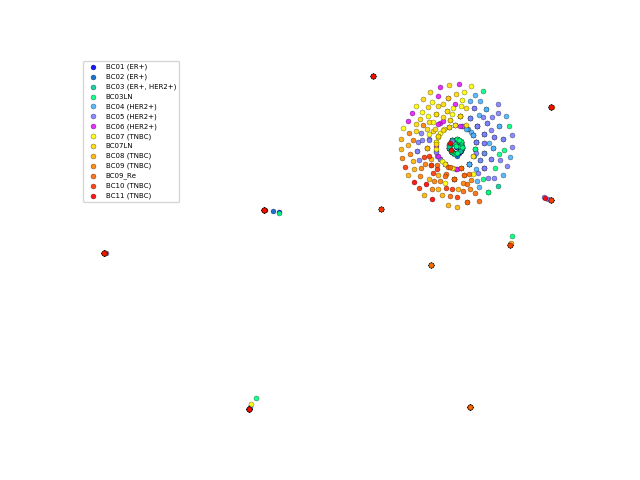 BC01 (ER+)
BC02 (ER+)
BC03 (ER+, HER2+)
BC03LN
BC04 (HER2+)
BC05 (HER2+)
BC06 (HER2+)
BC07 (TNBC)
BC07LN
BC08 (TNBC)
BC09 (TNBC)
BC09_Re
BC10 (TNBC)
BC11 (TNBC)